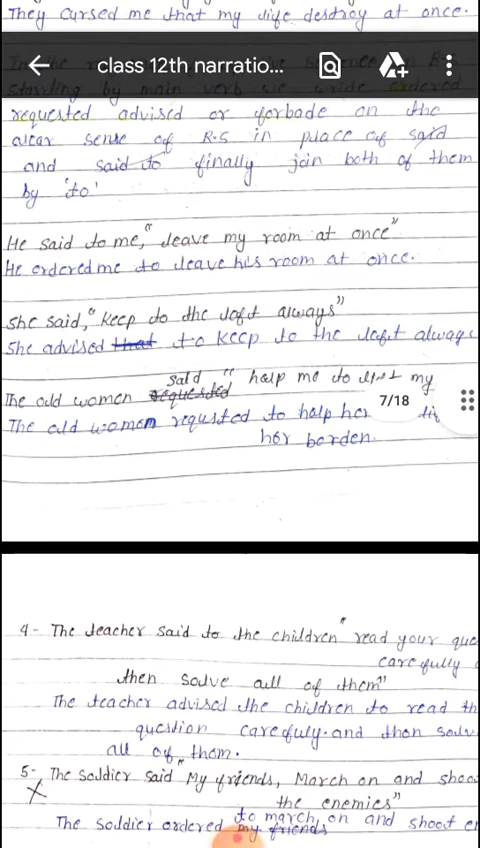 They cursed me that my life destroy at once.
class 12th narratio...
starting by main verb we
requested advised or forbade on the
sense of R.S in place of said
and said to finally join both of them
by 'to'
He said to me, "leave my room at once"
He ordered me to leave his room at once.
She said, "keep to the left always"
She advised that to keep to the left always
said
The old women requested " help me to my
7/18
The old women requsted to help her
her borden.
4- The teacher said to the children "read your que
carefully
then solve all of them"
The teacher advised the children to read th
question carefuly. and then solv
all of them.
5- The soldier said "My friends, March on and shoo
the enemies"
to march on and shoot e
The soldier ordered my friends